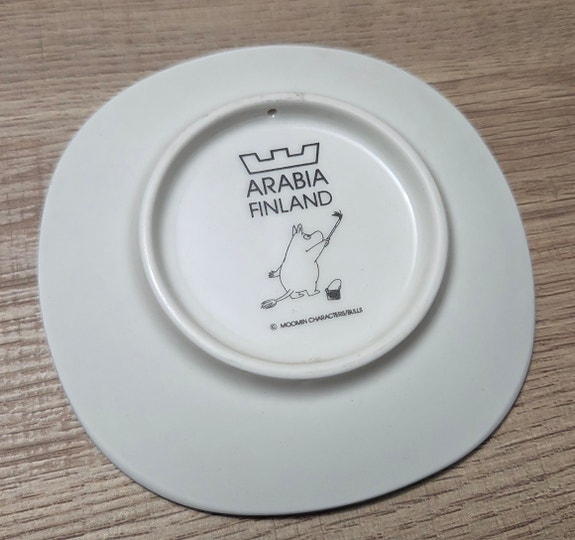 ARABIA
FINLAND
© MOOMIN CHARACTERS/BULLS